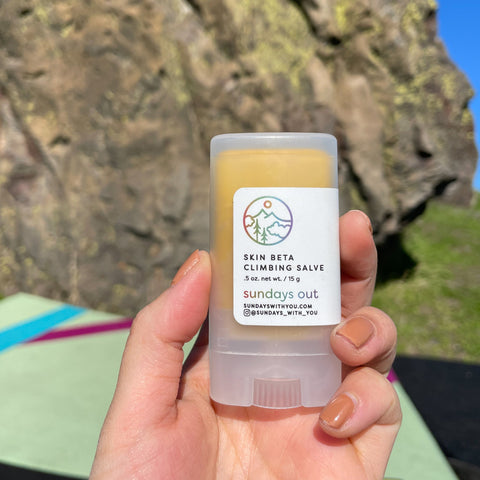 SKIN BETA
CLIMBING SALVE
.5 oz. net wt. / 15 g
sundays out
SUNDAYSWITHYOU.COM
@SUNDAYS_WITH_YOU